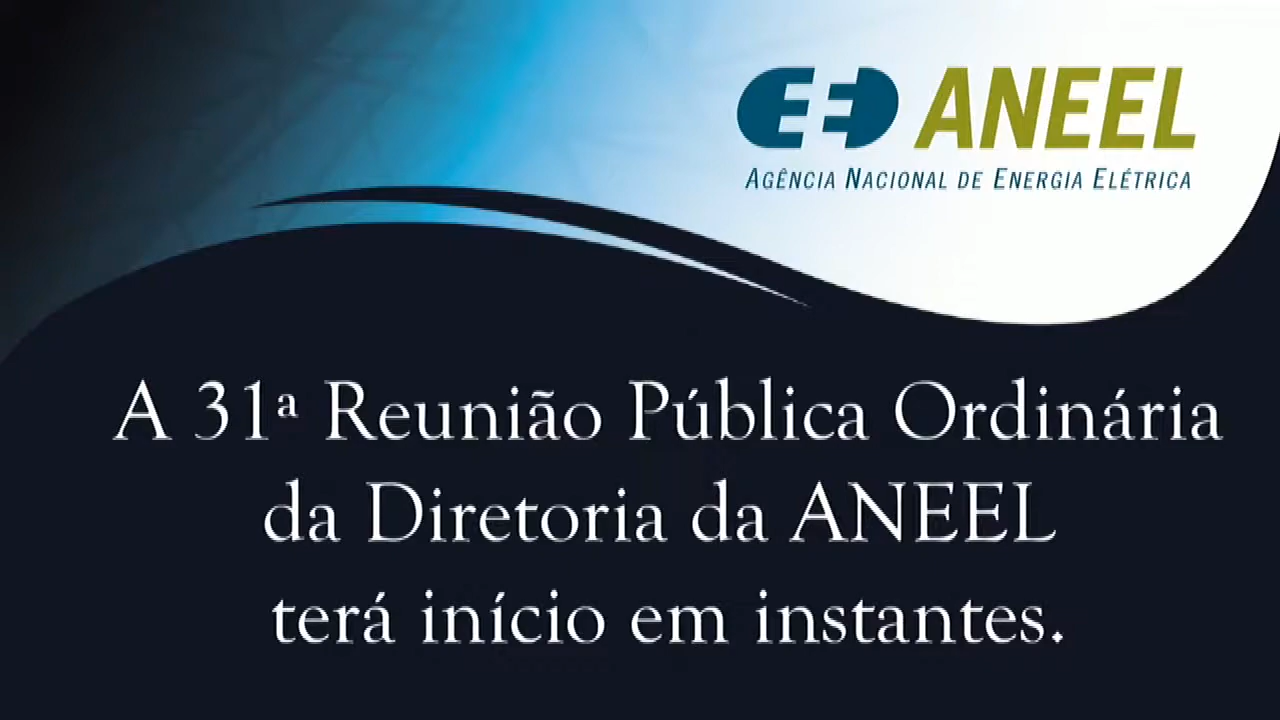 ANEEL
AGÊNCIA NACIONAL DE ENERGIA ELÉTRICA
A 31ª Reunião Pública Ordinária
da Diretoria da ANEEL
terá início em instantes.